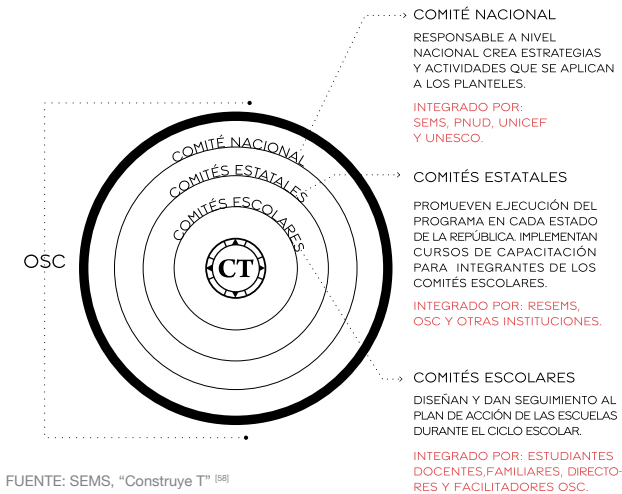 COMITÉ NACIONAL
RESPONSABLE A NIVEL
NACIONAL CREA ESTRATEGIAS
Y ACTIVIDADES QUE SE APLICAN
A LOS PLANTELES.
INTEGRADO POR:
SEMS, PNUD, UNICEF
Y UNESCO.
COMITÉ NACIONAL
COMITÉS ESTATALES
COMITÉS ESCOLARES
CT
OSC
COMITÉS ESTATALES
PROMUEVEN EJECUCIÓN DEL
PROGRAMA EN CADA ESTADO
DE LA REPÚBLICA. IMPLEMENTAN
CURSOS DE CAPACITACIÓN
PARA INTEGRANTES DE LOS
COMITÉS ESCOLARES.
INTEGRADO POR: RESEMS,
OSC Y OTRAS INSTITUCIONES.
COMITÉS ESCOLARES
DISEÑAN Y DAN SEGUIMIENTO AL
PLAN DE ACCIÓN DE LAS ESCUELAS
DURANTE EL CICLO ESCOLAR.
INTEGRADO POR: ESTUDIANTES
DOCENTES,FAMILIARES, DIRECTO-
RES Y FACILITADORES OSC.
FUENTE: SEMS, “Construye T” [58]